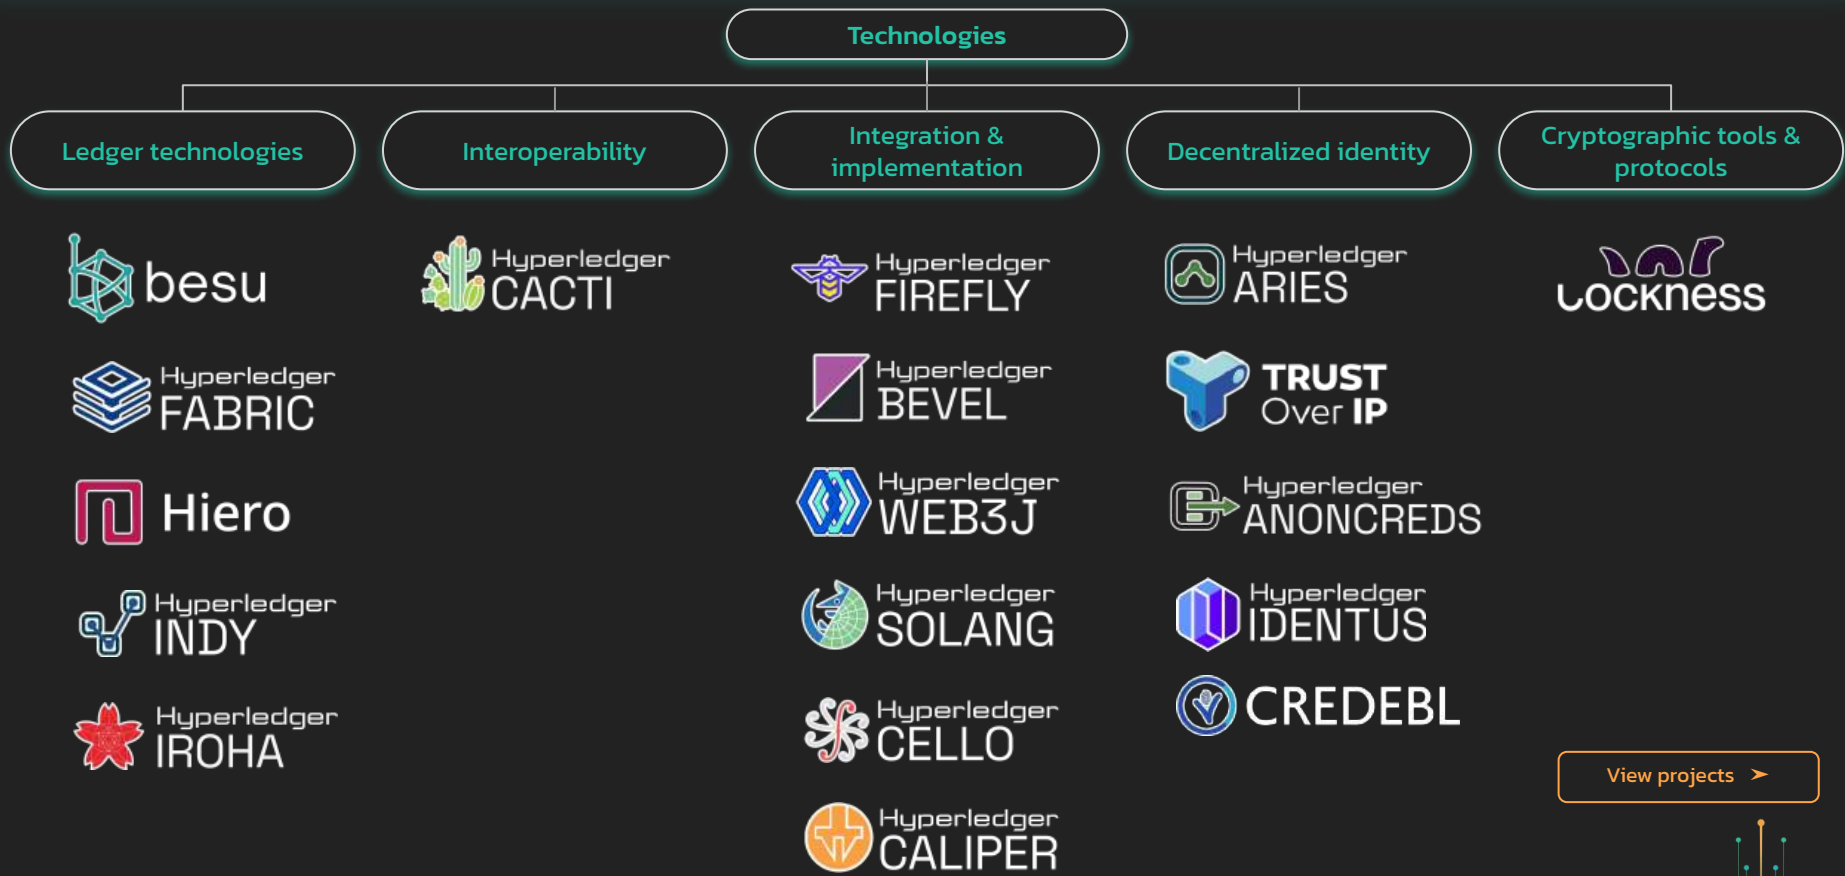 Technologies
Ledger technologies
Interoperability
Integration &
implementation
Decentralized identity
Cryptographic tools &
protocols
besu
Hyperledger
FABRIC
Hiero
Hyperledger
INDY
Hyperledger
IROHA
Hyperledger
CACTI
Hyperledger
FIREFLY
Hyperledger
BEVEL
Hyperledger
WEB3J
Hyperledger
SOLANG
Hyperledger
CELLO
Hyperledger
CALIPER
Hyperledger
ARIES
TRUST
Over IP
Hyperledger
ANONCREDS
Hyperledger
IDENTUS
CREDEBL
LOCKNESS
View projects ➤